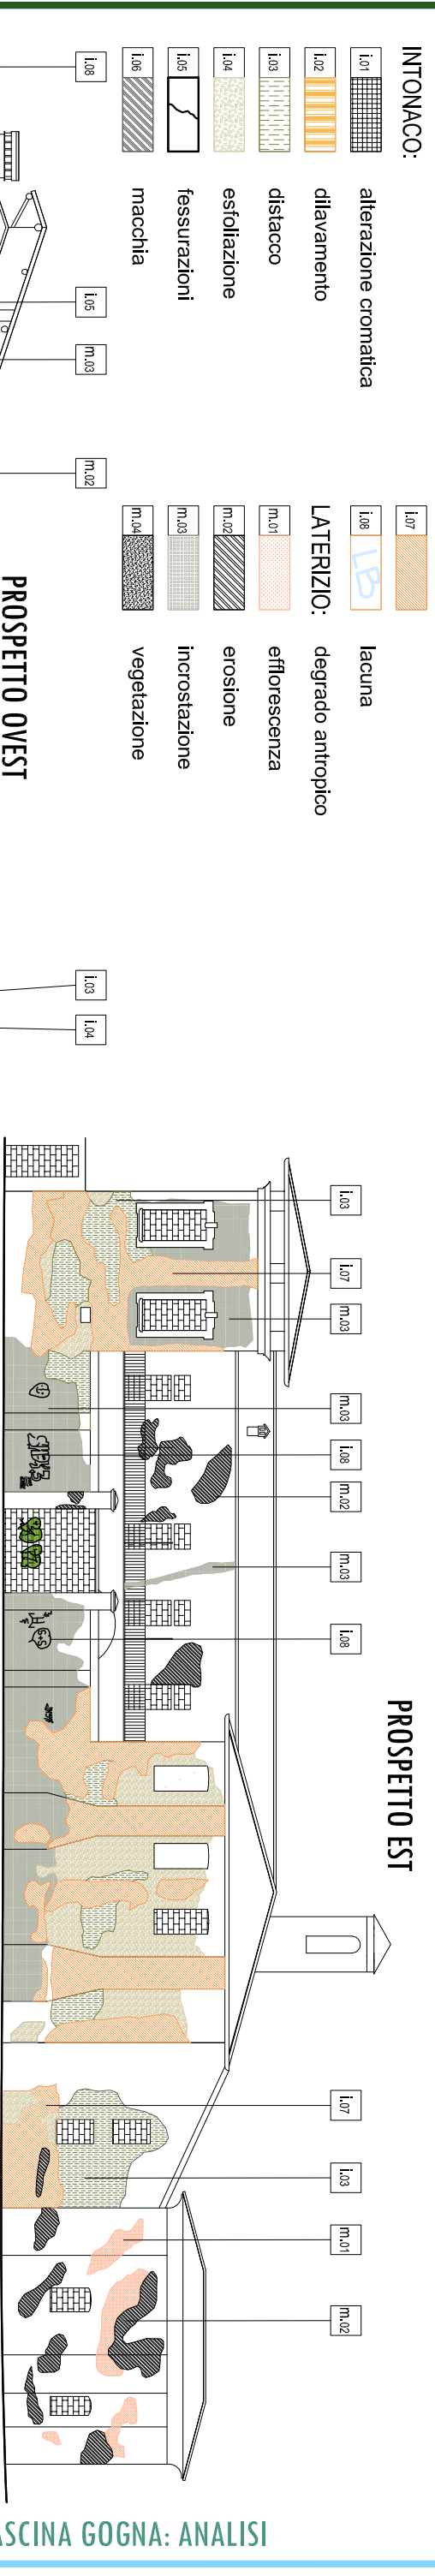 INTONACO:
i.01 alterazione cromatica
i.02 dilavamento
i.03 distacco
i.04 esfoliazione
i.05 fessurazioni
i.06 macchia
i.07
i.08 LB lacuna
LATERIZIO: degrado antropico
m.01 efflorescenza
m.02 erosione
m.03 incrostazione
m.04 vegetazione
i.08 i.05 m.03 m.02 i.03 i.04
PROSPETTO OVEST
PROSPETTO EST
i.03 i.07 m.03 m.03 i.08 m.02 m.03 i.08 i.07 i.03 m.01 m.02
S+S
ASCINA GOGNA: ANALISI